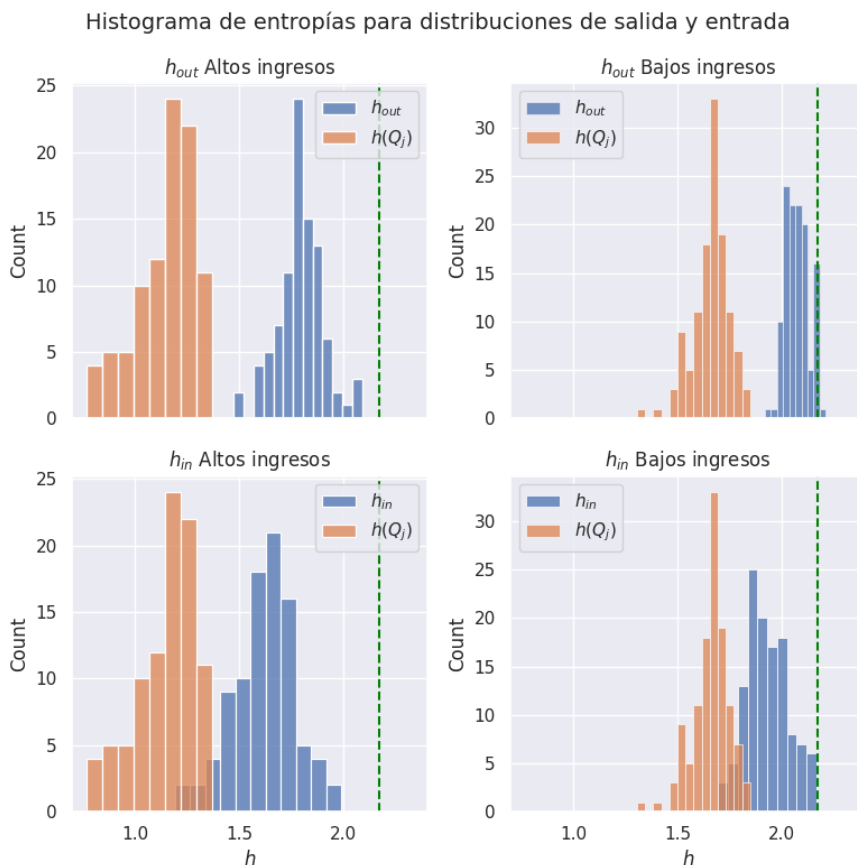 Histograma de entropías para distribuciones de salida y entrada
h_out Altos ingresos
h_out Bajos ingresos
25
20
15
10
5
0
Count
h_out
h(Q_j)
30
25
20
15
10
5
0
Count
h_out
h(Q_j)
h_in Altos ingresos
h_in Bajos ingresos
25
20
15
10
5
0
Count
h_in
h(Q_j)
1.0 1.5 2.0
h
30
25
20
15
10
5
0
Count
h_in
h(Q_j)
1.0 1.5 2.0
h